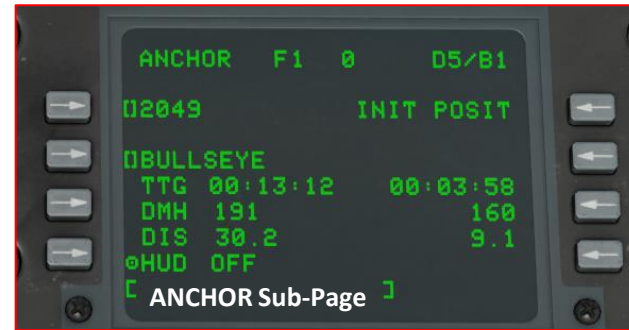 ANCHOR F1 0 D5/B1
[]2049 INIT POSIT
[]BULLSEYE
TTG 00:13:12 00:03:58
DMH 191 160
DIS 30.2 9.1
HUD OFF
[ ANCHOR Sub-Page ]